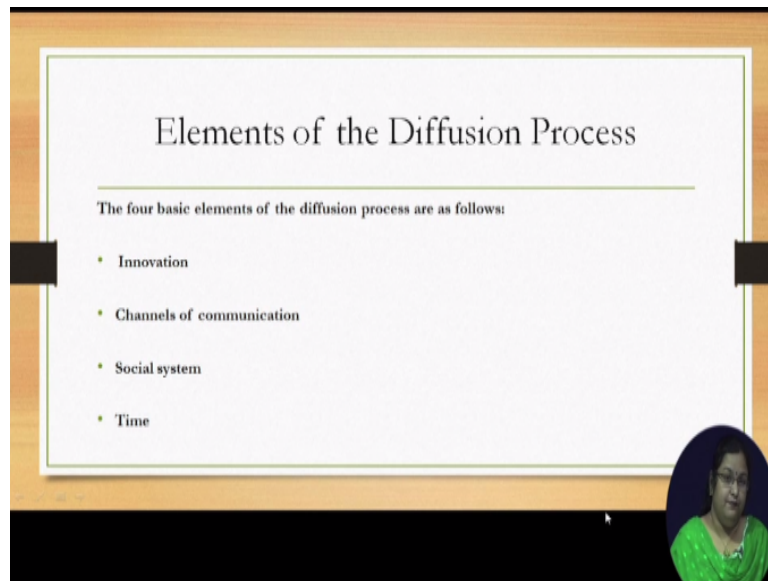 Elements of the Diffusion Process
The four basic elements of the diffusion process are as follows:
• Innovation
• Channels of communication
• Social system
• Time